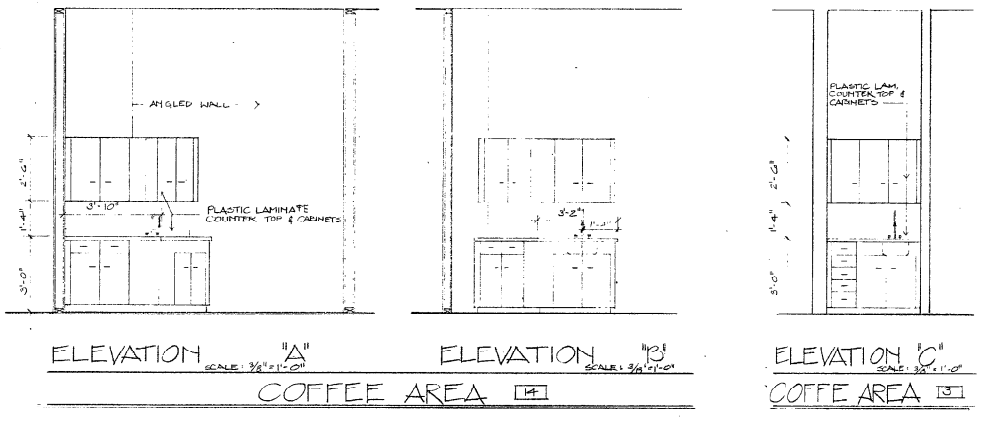 ANGLED WALL
2'-6"
1'-4"
3'-0"
3'-10"
PLASTIC LAMINATE
COUNTER TOP & CABINETS
ELEVATION "A"
SCALE: 3/8" = 1'-0"
3'-2"
ELEVATION "B"
SCALE: 3/8" = 1'-0"
COFFEE AREA 14
PLASTIC LAM.
COUNTER TOP &
CABINETS
2'-6"
1'-4"
3'-0"
ELEVATION "C"
SCALE: 3/8" = 1'-0"
COFFE AREA 3